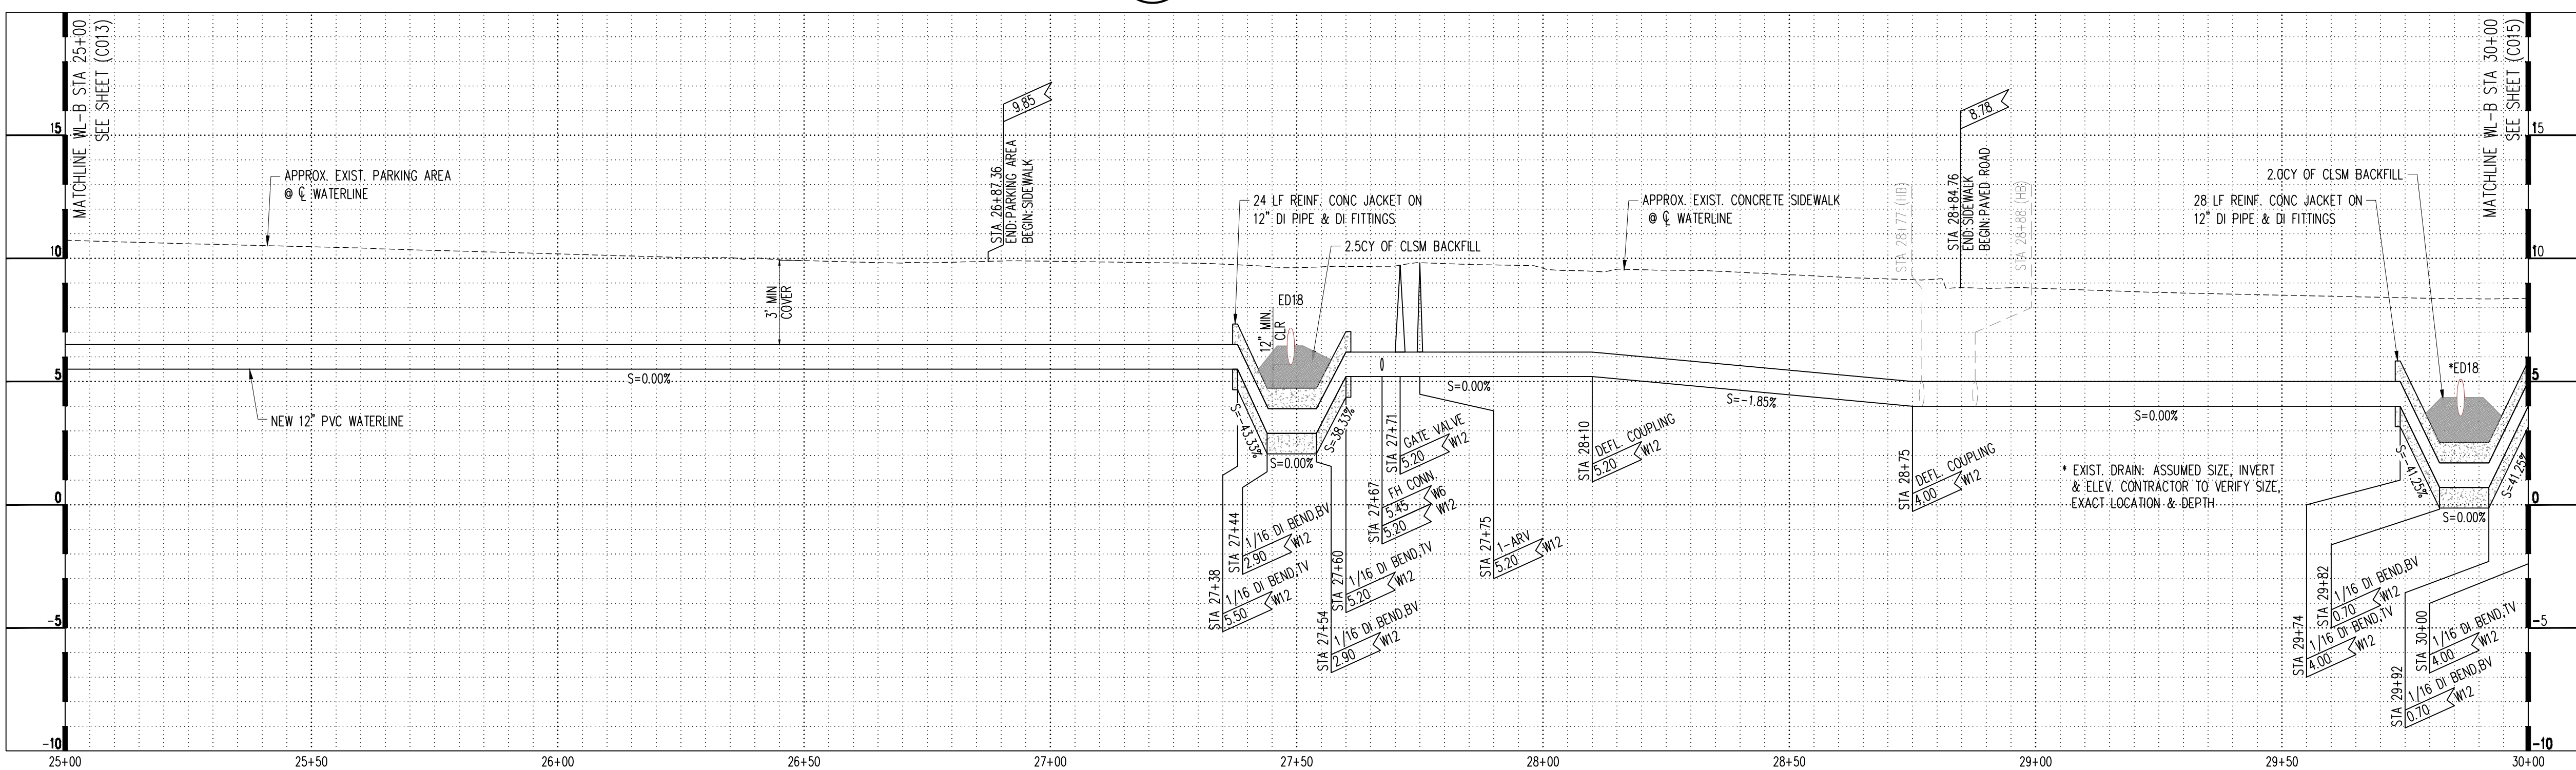 MATCHLINE WL-B STA 25+00
SEE SHEET (C013)
MATCHLINE WL-B STA 30+00
SEE SHEET (C015)
15
10
5
0
-5
-10
15
10
5
0
-5
-10
APPROX. EXIST. PARKING AREA
@ ℄ WATERLINE
3' MIN
COVER
STA 26+87.36
END: PARKING AREA
BEGIN: SIDEWALK
9.85
24 LF REINF. CONC JACKET ON
12" DI PIPE & DI FITTINGS
2.5CY OF CLSM BACKFILL
ED18
12" MIN.
CLR
APPROX. EXIST. CONCRETE SIDEWALK
@ ℄ WATERLINE
STA 28+77 (HB)
STA 28+84.76
END: SIDEWALK
BEGIN: PAVED ROAD
8.78
STA 28+88 (HB)
2.0CY OF CLSM BACKFILL
28 LF REINF. CONC JACKET ON
12" DI PIPE & DI FITTINGS
*ED18
NEW 12" PVC WATERLINE
S=0.00%
S=-43.33%
S=0.00%
S=38.33%
S=0.00%
S=-1.85%
S=0.00%
S=-41.25%
S=0.00%
S=41.25%
STA 27+38
1/16 DI BEND,TV
5.50
W12
STA 27+44
1/16 DI BEND,BV
2.90
W12
STA 27+54
1/16 DI BEND,BV
2.90
W12
STA 27+60
1/16 DI BEND,TV
5.20
W12
STA 27+67
FH CONN.
5.45
W6
5.20
W12
STA 27+71
GATE VALVE
5.20
W12
STA 27+75
1-ARV
5.20
W12
STA 28+10
DEFL. COUPLING
5.20
W12
STA 28+75
DEFL. COUPLING
4.00
W12
* EXIST. DRAIN: ASSUMED SIZE, INVERT
& ELEV. CONTRACTOR TO VERIFY SIZE,
EXACT LOCATION & DEPTH
STA 29+74
1/16 DI BEND,TV
4.00
W12
STA 29+82
1/16 DI BEND,BV
0.70
W12
STA 29+92
1/16 DI BEND,BV
0.70
W12
STA 30+00
1/16 DI BEND,TV
4.00
W12
25+00
25+50
26+00
26+50
27+00
27+50
28+00
28+50
29+00
29+50
30+00